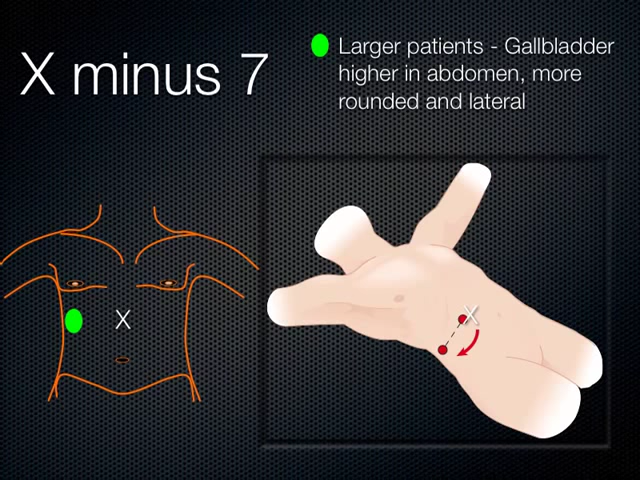 X minus 7
Larger patients - Gallbladder
higher in abdomen, more
rounded and lateral
X
X